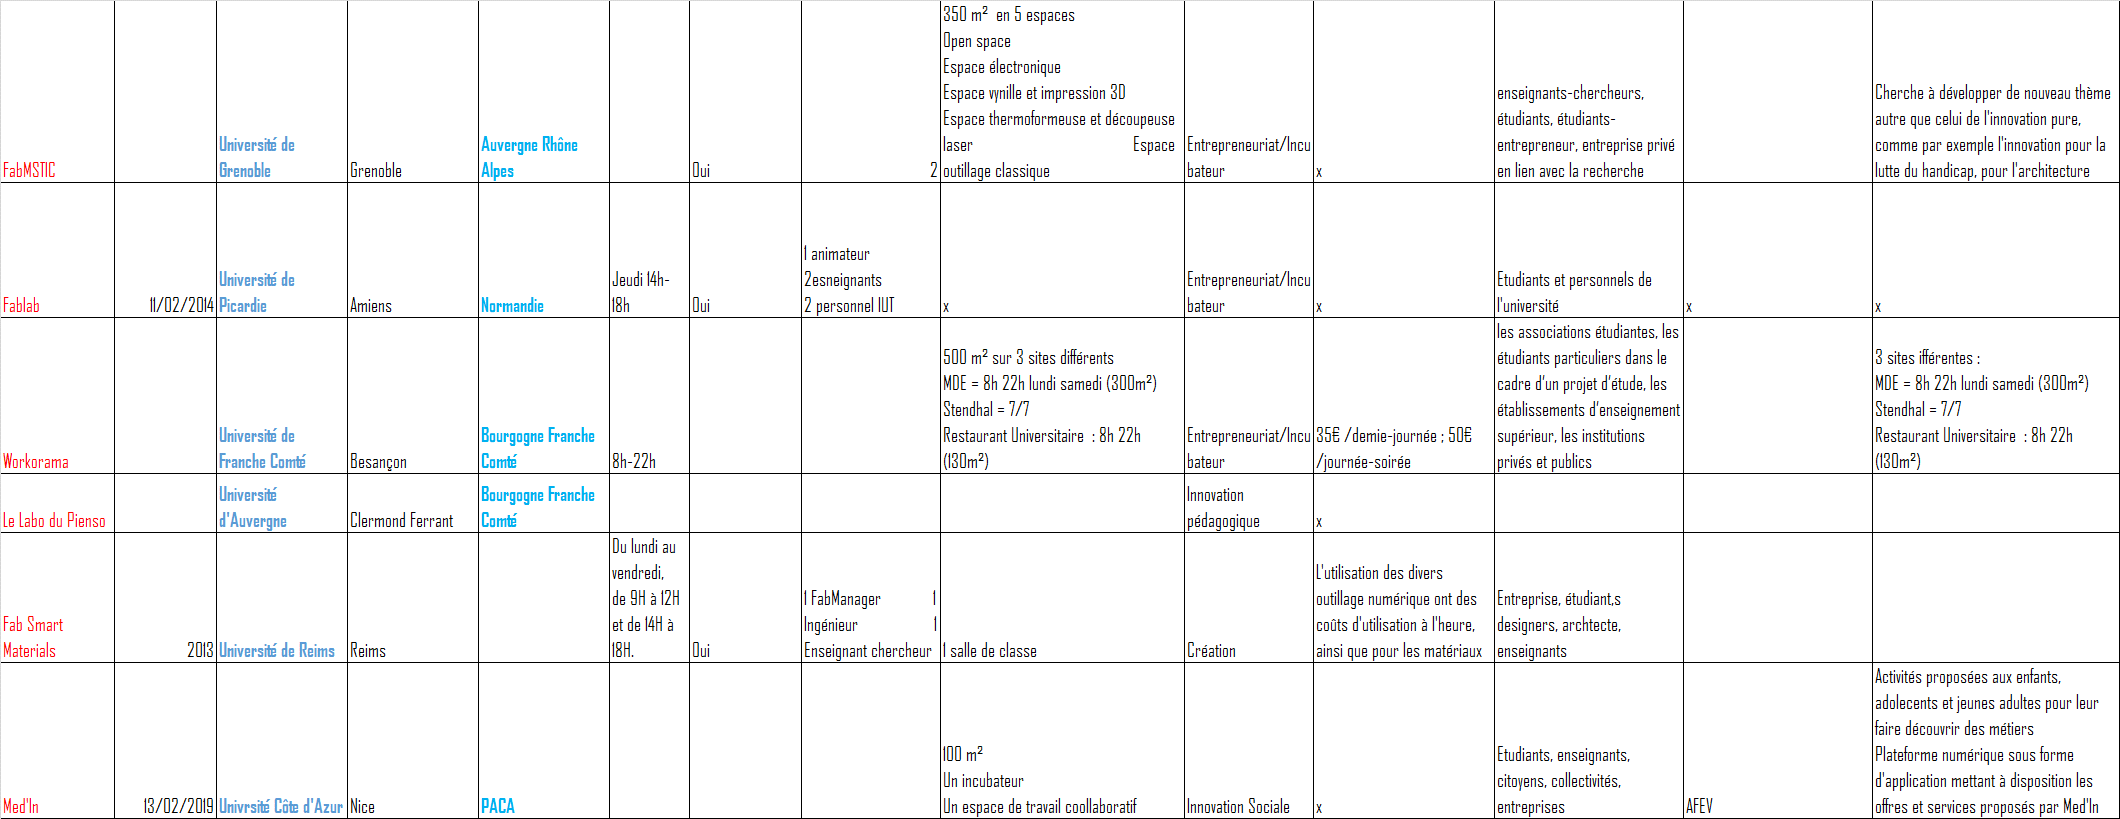 FabMSTIC
Université de
Grenoble
Grenoble
Auvergne Rhône
Alpes
Oui
2
350 m²  en 5 espaces
Open space
Espace électronique
Espace vynille et impression 3D
Espace thermoformeuse et découpeuse
laser Espace
outillage classique
Entrepreneuriat/Incu
bateur
x
enseignants-chercheurs,
étudiants, étudiants-
entrepreneur, entreprise privé
en lien avec la recherche
Cherche à développer de nouveau thème
autre que celui de l'innovation pure,
comme par exemple l'innovation pour la
lutte du handicap, pour l'architecture
Fablab
11/02/2014
Université de
Picardie
Amiens
Normandie
Jeudi 14h-
18h
Oui
1 animateur
2esneignants
2 personnel IUT
x
Entrepreneuriat/Incu
bateur
x
Etudiants et personnels de
l'université
x
x
Workorama
Université de
Franche Comté
Besançon
Bourgogne Franche
Comté
8h-22h
500 m² sur 3 sites différents
MDE = 8h 22h lundi samedi (300m²)
Stendhal = 7/7
Restaurant Universitaire  : 8h 22h
(130m²)
Entrepreneuriat/Incu
bateur
35€ /demie-journée ; 50€
/journée-soirée
les associations étudiantes, les
étudiants particuliers dans le
cadre d'un projet d'étude, les
établissements d'enseignement
supérieur, les institutions
privés et publics
3 sites ifférentes :
MDE = 8h 22h lundi samedi (300m²)
Stendhal = 7/7
Restaurant Universitaire  : 8h 22h
(130m²)
Le Labo du Pienso
Université
d'Auvergne
Clermond Ferrant
Bourgogne Franche
Comté
Innovation
pédagogique
x
Fab Smart
Materials
2013
Université de Reims
Reims
Du lundi au
vendredi,
de 9H à 12H
et de 14H à
18H.
Oui
1 FabManager 1
Ingénieur 1
Enseignant chercheur
1 salle de classe
Création
L'utilisation des divers
outillage numérique ont des
coûts d'utilisation à l'heure,
ainsi que pour les matériaux
Entreprise, étudiant,s
designers, archtecte,
enseignants
Med'In
13/02/2019
Univrsité Côte d'Azur
Nice
PACA
100 m²
Un incubateur
Un espace de travail coollaboratif
Innovation Sociale
x
Etudiants, enseignants,
citoyens, collectivités,
entreprises
AFEV
Activités proposées aux enfants,
adolecents et jeunes adultes pour leur
faire découvrir des métiers
Plateforme numérique sous forme
d'application mettant à disposition les
offres et services proposés par Med'In